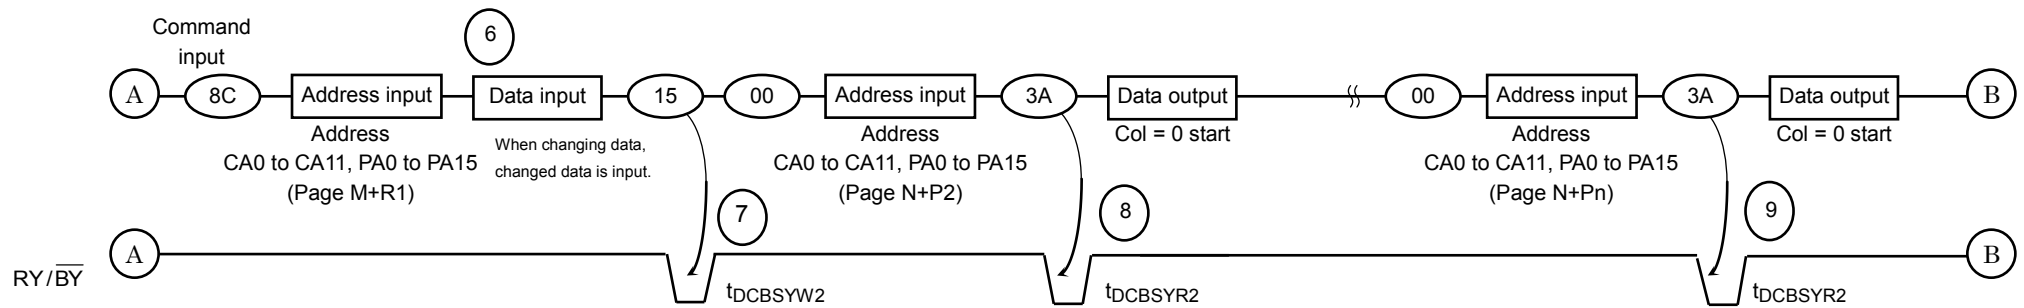 Command
input
6
A 8C Address input Data input 15 00 Address input 3A Data output 00 Address input 3A Data output B
Address
CA0 to CA11, PA0 to PA15
(Page M+R1)
When changing data,
changed data is input.
Address
CA0 to CA11, PA0 to PA15
(Page N+P2)
Col = 0 start
Address
CA0 to CA11, PA0 to PA15
(Page N+Pn)
Col = 0 start
7
8
9
A
B
RY/BY
tDCBSYW2
tDCBSYR2
tDCBSYR2